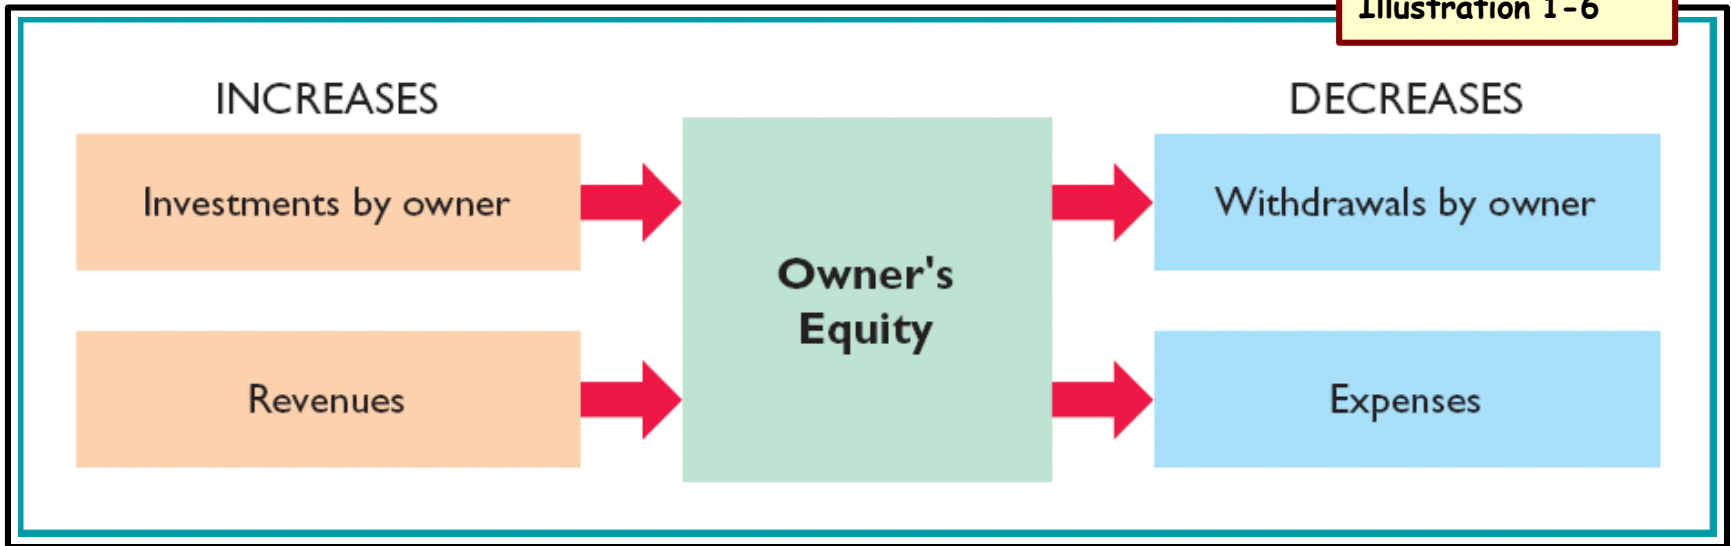 Illustration 1-6
INCREASES
DECREASES
Investments by owner
Withdrawals by owner
Owner's
Equity
Revenues
Expenses